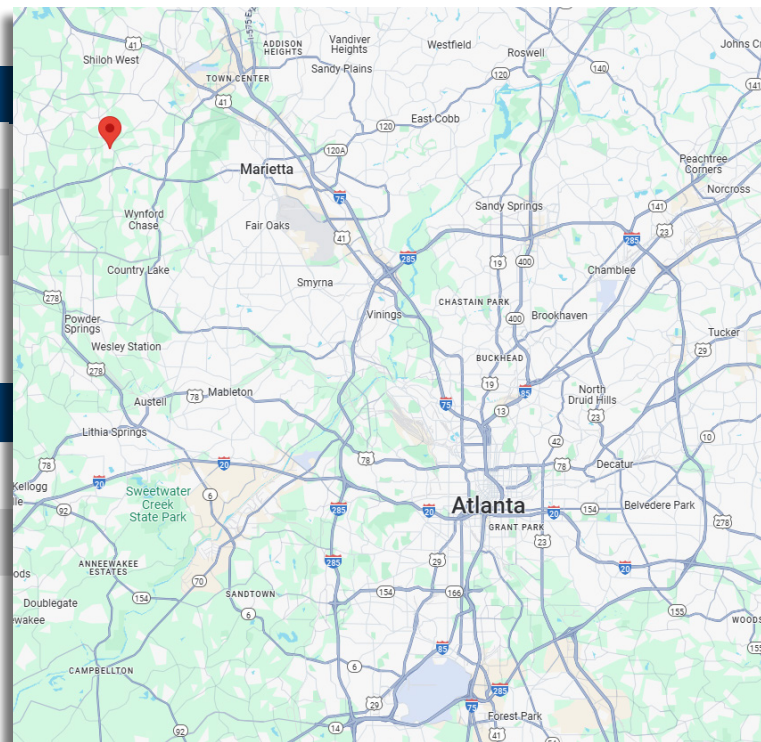 41
ADDISON
HEIGHTS
Vandiver
Heights
Westfield
Roswell
Johns C
Shiloh West
I-575 E
TOWN CENTER
Sandy Plains
120
140
141
41
East Cobb
120
120A
Marietta
Peachtree
Corners
75
Norcross
Wynford
Chase
Fair Oaks
Sandy Springs
141
41
285
23
285
19
400
Country Lake
Chamblee
Smyrna
278
CHASTAIN PARK
Powder
Springs
Vinings
400
Brookhaven
Tucker
Wesley Station
29
BUCKHEAD
278
19
85
North
Druid Hills
Austell
78
Mableton
75
13
23
Lithia Springs
42
10
78
20
78
78
Decatur
Kellogg
le
20
Sweetwater
Creek
State Park
6
92
285
20
Atlanta
20
154
Belvedere Park
GRANT PARK
278
23
29
ANNEEWAKEE
ESTATES
285
20
ods
70
154
166
Doublegate
154
SANDTOWN
155
ewakee
6
WOODS
85
155
6
CAMPBELLTON
285
29
75
Forest Park
92
14
41
54